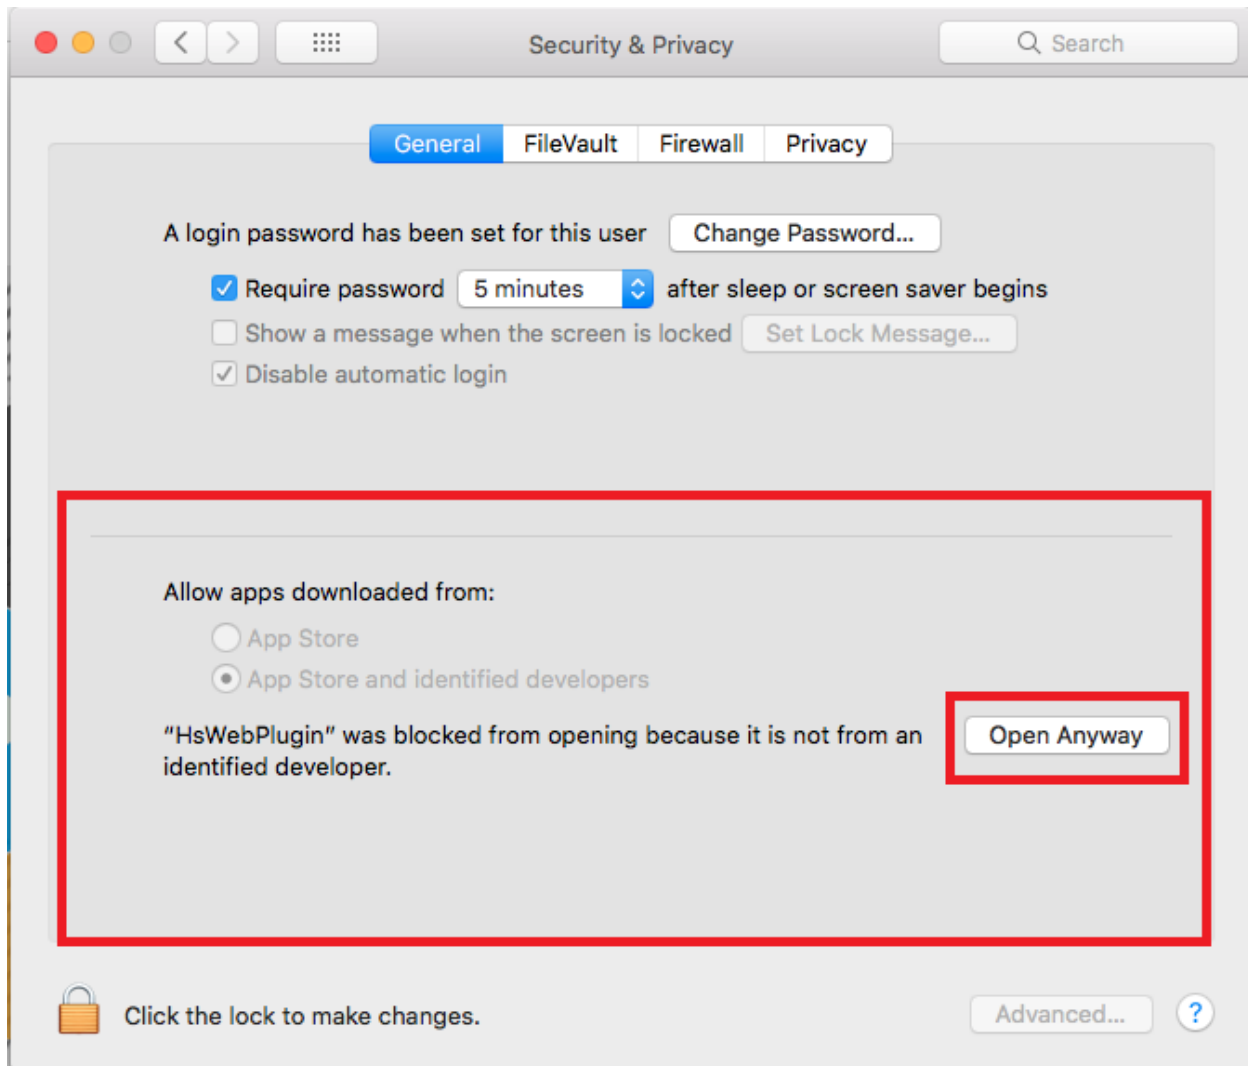 Security & Privacy
Search
General FileVault Firewall Privacy
A login password has been set for this user Change Password...
Require password 5 minutes after sleep or screen saver begins
Show a message when the screen is locked Set Lock Message...
Disable automatic login
Allow apps downloaded from:
App Store
App Store and identified developers
“HsWebPlugin” was blocked from opening because it is not from an Open Anyway
identified developer.
Click the lock to make changes. Advanced... ?